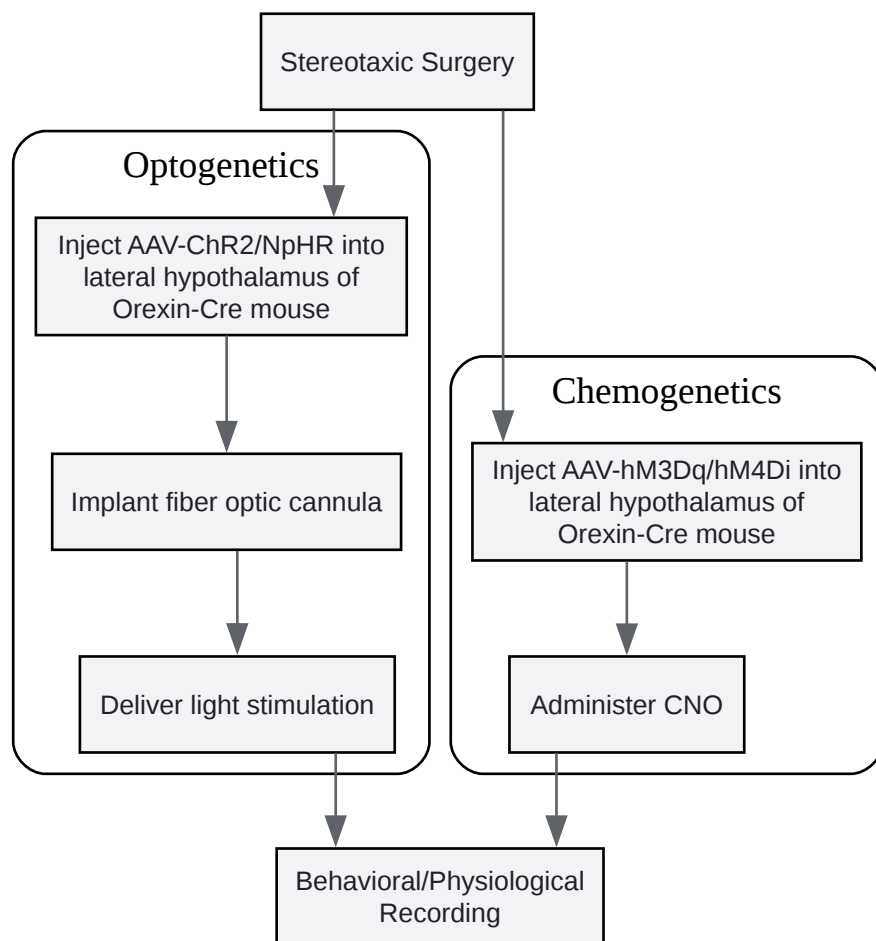 Stereotaxic Surgery
Optogenetics
Inject AAV-ChR2/NpHR into
lateral hypothalamus of
Orexin-Cre mouse
Implant fiber optic cannula
Deliver light stimulation
Chemogenetics
Inject AAV-hM3Dq/hM4Di into
lateral hypothalamus of
Orexin-Cre mouse
Administer CNO
Behavioral/Physiological
Recording